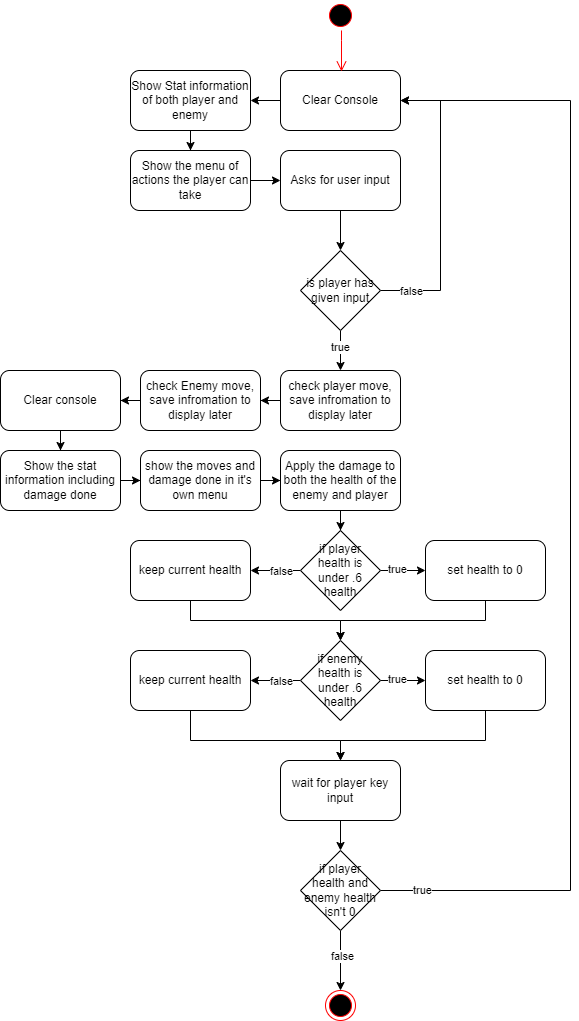 Show Stat information
of both player and
enemy
Clear Console
Show the menu of
actions the player can
take
Asks for user input
is player has
given input
false
true
Clear console
check Enemy move,
save infromation to
display later
check player move,
save infromation to
display later
Show the stat
information including
damage done
show the moves and
damage done in it's
own menu
Apply the damage to
both the health of the
enemy and player
keep current health
false
if player
health is
under .6
health
true
set health to 0
keep current health
false
if enemy
health is
under .6
health
true
set health to 0
wait for player key
input
if player
health and
enemy health
isn't 0
true
false